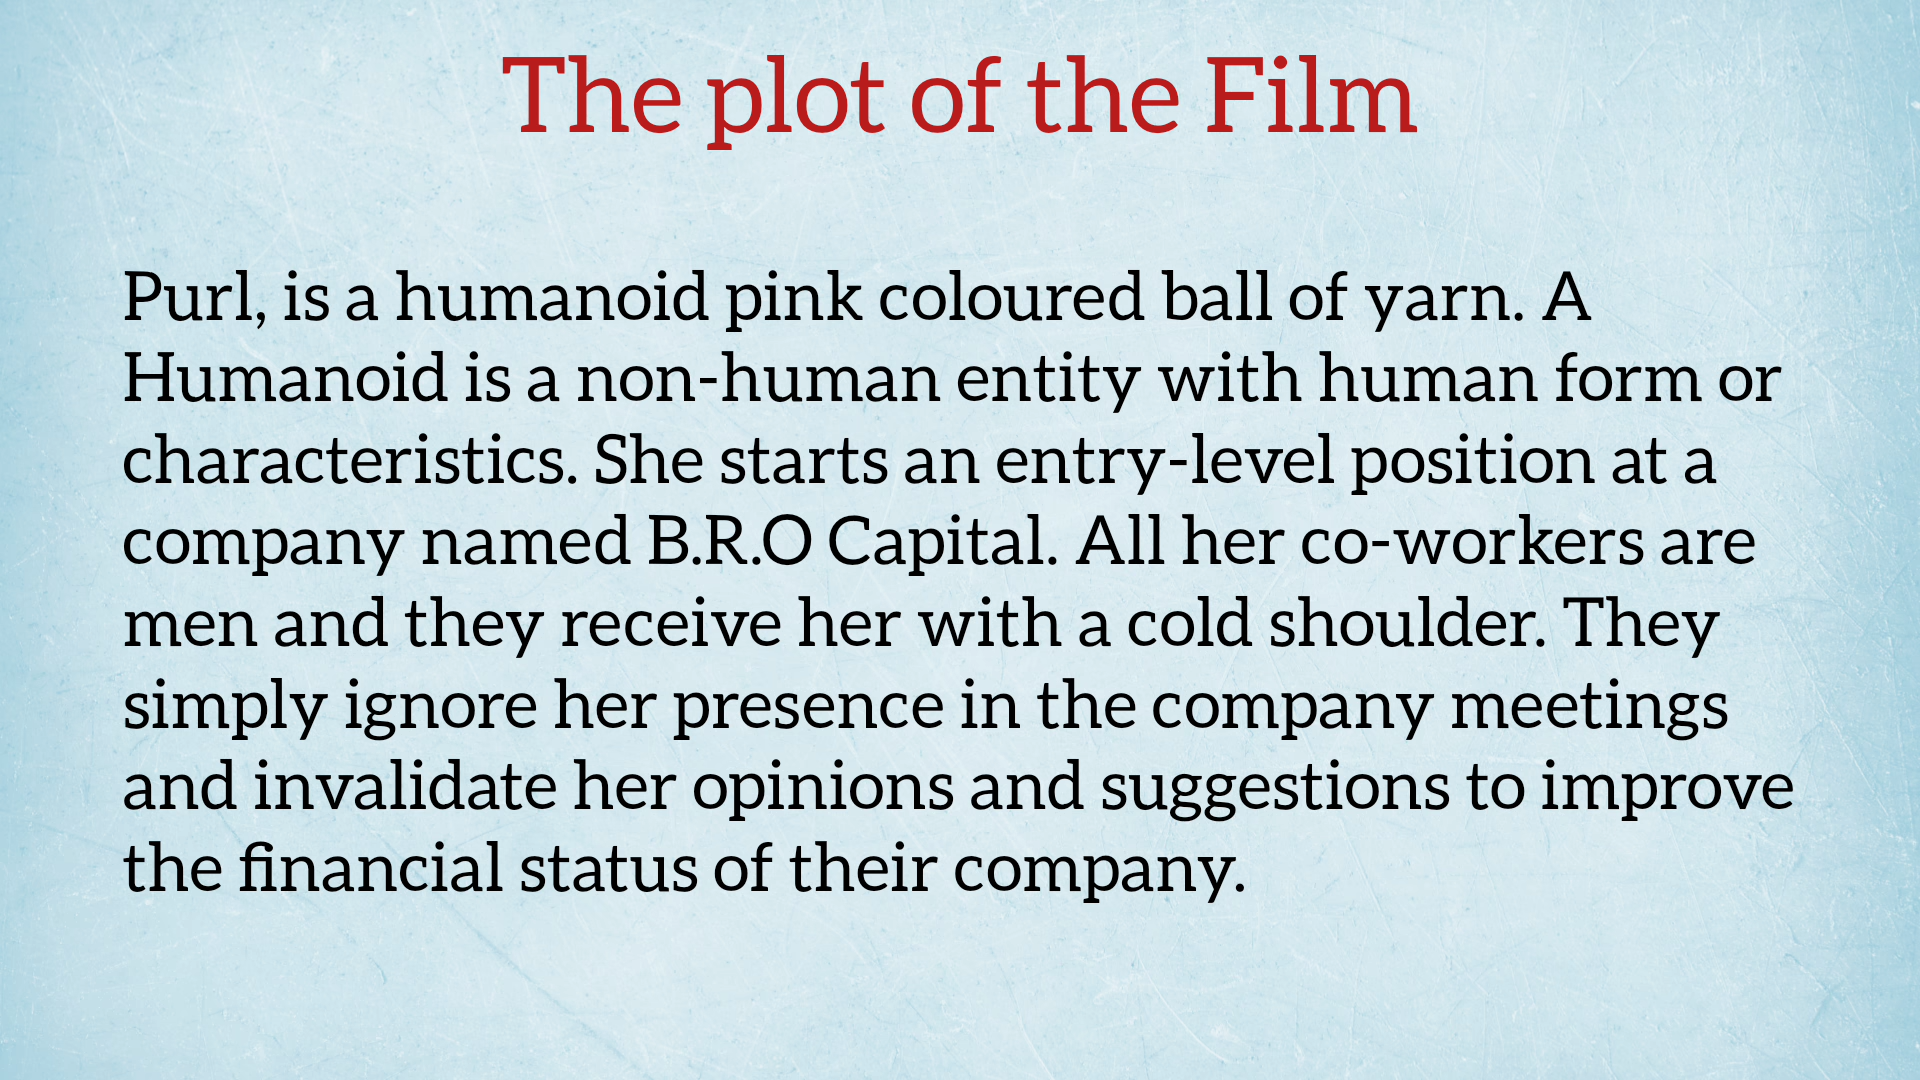 The plot of the Film
Purl, is a humanoid pink coloured ball of yarn. A
Humanoid is a non-human entity with human form or
characteristics. She starts an entry-level position at a
company named B.R.O Capital. All her co-workers are
men and they receive her with a cold shoulder. They
simply ignore her presence in the company meetings
and invalidate her opinions and suggestions to improve
the financial status of their company.